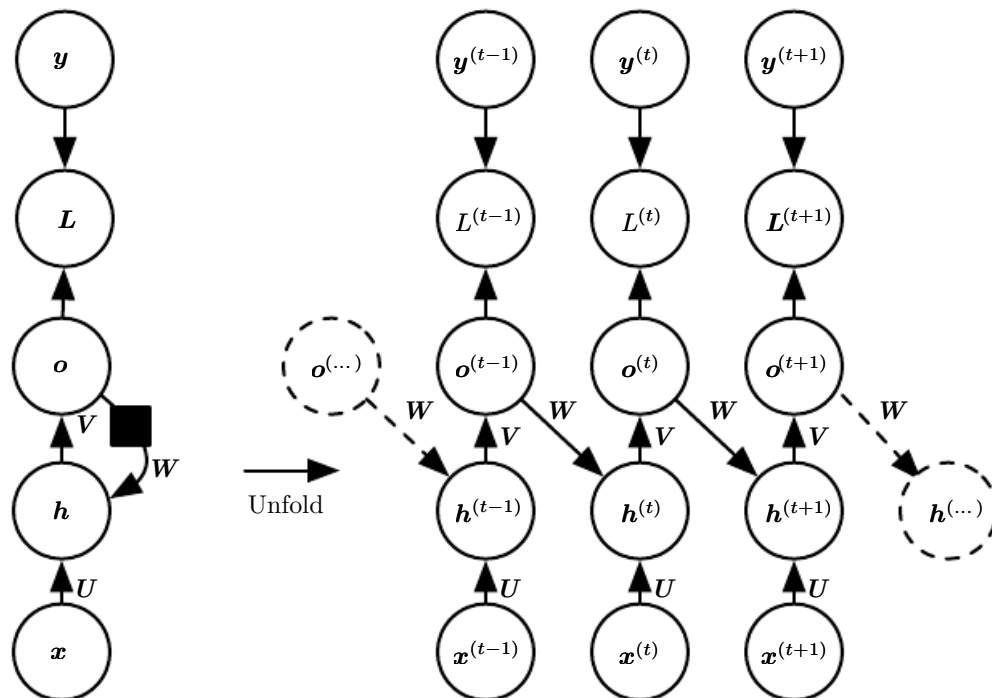 y y^(t−1) y^(t) y^(t+1)
L L^(t−1) L^(t) L^(t+1)
o o^(...) o^(t−1) o^(t) o^(t+1)
W W W W
V V V V
W
h Unfold h^(t−1) h^(t) h^(t+1) h^(...)
U U U U
x x^(t−1) x^(t) x^(t+1)